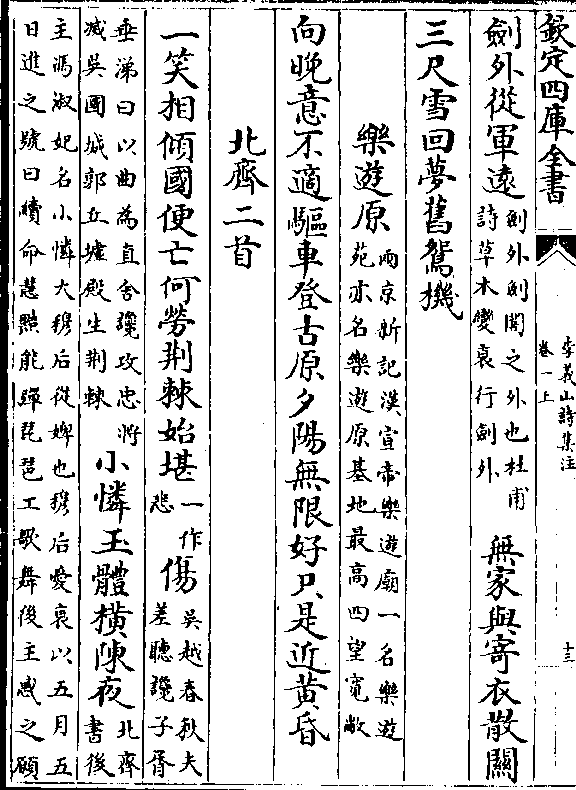 欽定四庫全書
李義山詩集注
卷一上
十三
劍外從軍遠劍外劍閣之外也杜甫詩草木變衰行劍外無家與寄衣散關
三尺雪回夢舊鴛機
樂遊原兩京新記漢宣帝樂遊廟一名樂遊苑亦名樂遊原基地最高四望寛敞
向晚意不適驅車登古原夕陽無限好只是近黄昏
北齊二首
一笑相傾國便亡何勞荆棘始堪一作悲傷吳越春秋夫差聽讒子胥
垂涕曰以曲為直舍讒攻忠將滅吳國城郭丘墟殿生荆棘小憐玉體横陳夜北齊書後
主馮淑妃名小憐大穆后從婢也穆后愛衰以五月五
日進之號曰續命慧黠能彈琵琶工歌舞後主惑之願